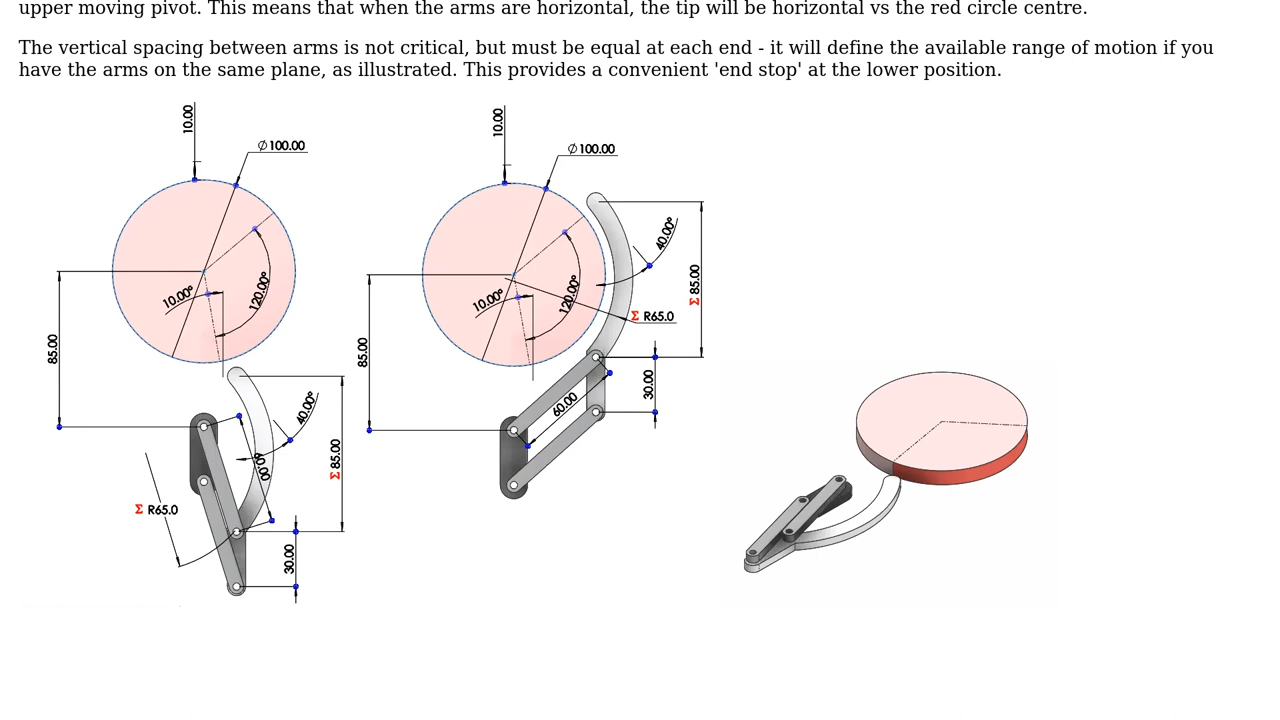 upper moving pivot. This means that when the arms are horizontal, the tip will be horizontal vs the red circle centre.
The vertical spacing between arms is not critical, but must be equal at each end - it will define the available range of motion if you
have the arms on the same plane, as illustrated. This provides a convenient 'end stop' at the lower position.
10.00
Ø100.00
10.00°
120.00°
85.00
40.00°
60.00
Σ 85.00
Σ R65.0
30.00
10.00
Ø100.00
40.00°
10.00°
120.00°
Σ 85.00
Σ R65.0
85.00
60.00
30.00